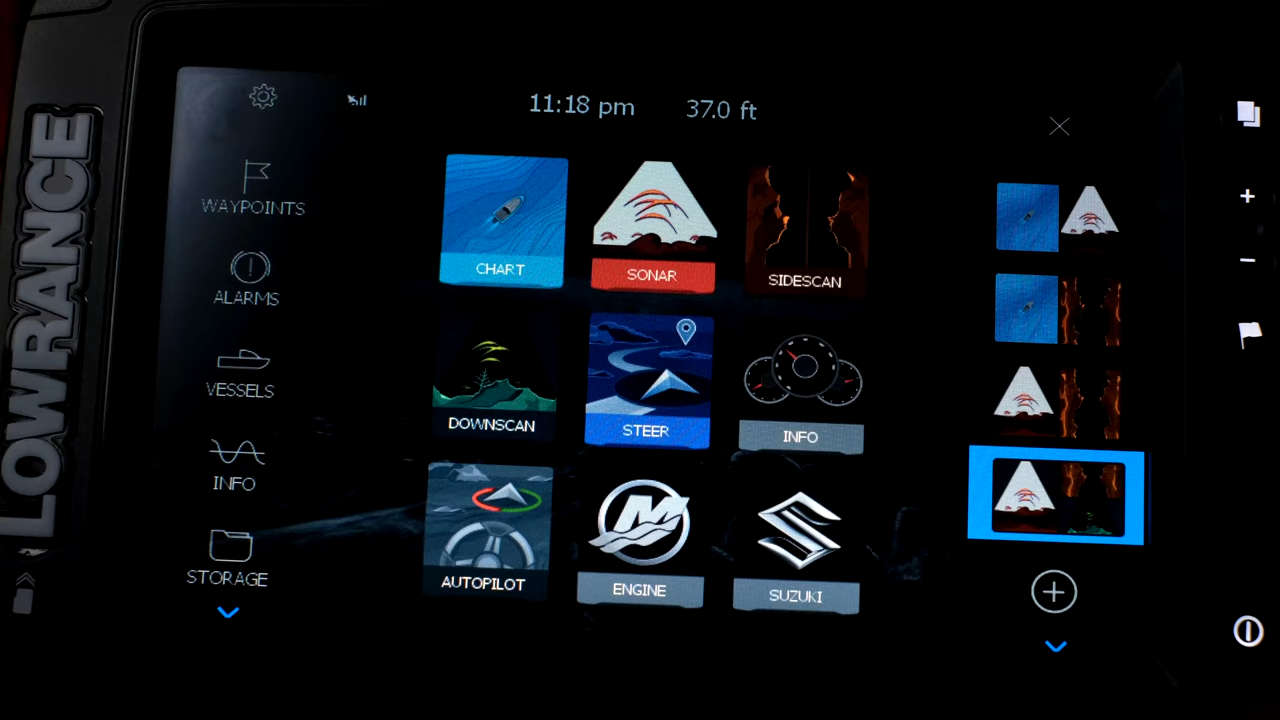 LOWRANCE
11:18 pm 37.0 ft
WAYPOINTS
ALARMS
VESSELS
INFO
STORAGE
CHART
SONAR
SIDESCAN
DOWNSCAN
STEER
INFO
AUTOPILOT
ENGINE
SUZUKI